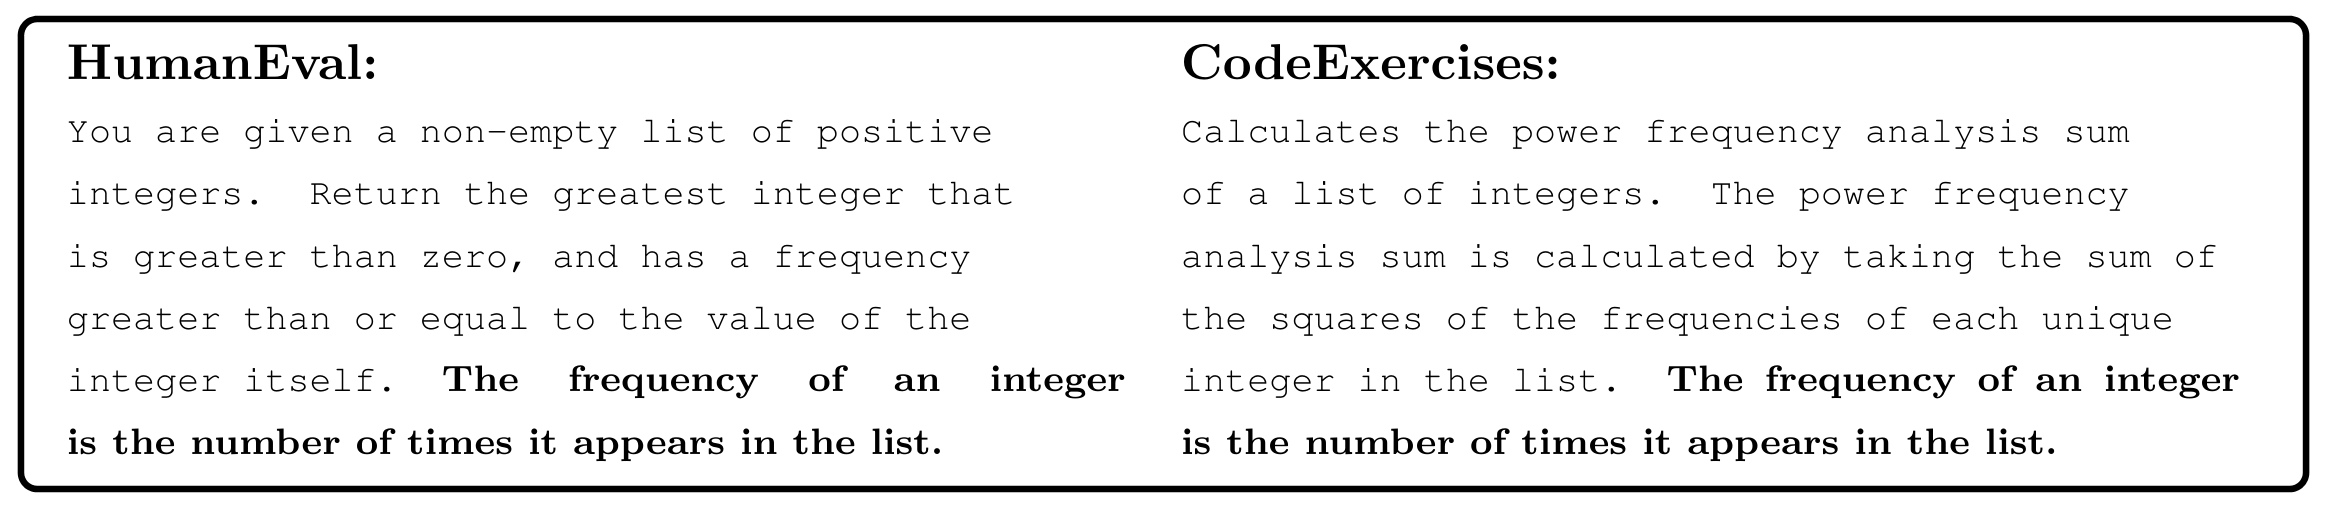 HumanEval:
You are given a non-empty list of positive
integers. Return the greatest integer that
is greater than zero, and has a frequency
greater than or equal to the value of the
integer itself. The frequency of an integer
is the number of times it appears in the list.
CodeExercises:
Calculates the power frequency analysis sum
of a list of integers. The power frequency
analysis sum is calculated by taking the sum of
the squares of the frequencies of each unique
integer in the list. The frequency of an integer
is the number of times it appears in the list.